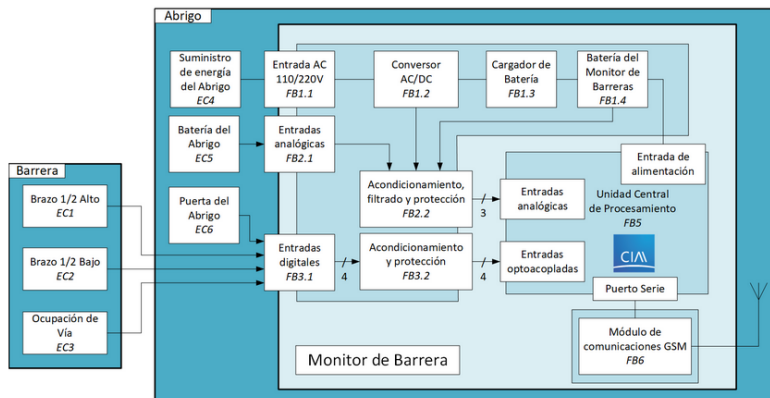 Abrigo
Suministro
de energía
del Abrigo
EC4
Entrada AC
110/220V
FB1.1
Conversor
AC/DC
FB1.2
Cargador de
Batería
FB1.3
Batería del
Monitor de
Barreras
FB1.4
Batería del
Abrigo
EC5
Entradas
analógicas
FB2.1
Entrada de
alimentación
Barrera
Brazo 1/2 Alto
EC1
Puerta del
Abrigo
EC6
Acondicionamiento,
filtrado y protección
FB2.2
3
Entradas
analógicas
Unidad Central
de Procesamiento
FB5
Brazo 1/2 Bajo
EC2
Entradas
digitales
FB3.1
4
Acondicionamiento
y protección
FB3.2
4
Entradas
optoacopladas
CIAA
Puerto Serie
Ocupación de
Vía
EC3
Monitor de Barrera
Módulo de
comunicaciones GSM
FB6